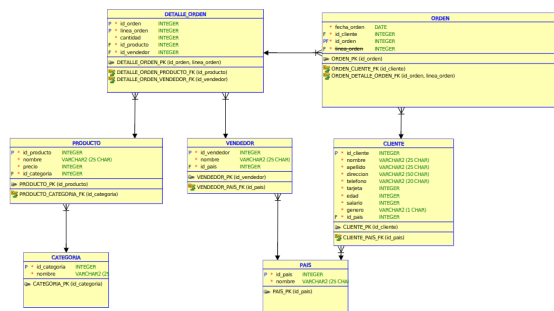 DETALLE_ORDEN
P * id_orden INTEGER
P * linea_orden INTEGER
* cantidad INTEGER
F * id_producto INTEGER
F * id_vendedor INTEGER
DETALLE_ORDEN_PK (id_orden, linea_orden)
DETALLE_ORDEN_PRODUCTO_FK (id_producto)
DETALLE_ORDEN_VENDEDOR_FK (id_vendedor)
ORDEN
* fecha_orden DATE
F * id_cliente INTEGER
PF* id_orden INTEGER
F * linea_orden INTEGER
ORDEN_PK (id_orden)
ORDEN_CLIENTE_FK (id_cliente)
ORDEN_DETALLE_ORDEN_FK (id_orden, linea_orden)
PRODUCTO
P * id_producto INTEGER
* nombre VARCHAR2 (25 CHAR)
* precio INTEGER
F * id_categoria INTEGER
PRODUCTO_PK (id_producto)
PRODUCTO_CATEGORIA_FK (id_categoria)
VENDEDOR
P * id_vendedor INTEGER
* nombre VARCHAR2 (25 CHAR)
F * id_pais INTEGER
VENDEDOR_PK (id_vendedor)
VENDEDOR_PAIS_FK (id_pais)
CLIENTE
P * id_cliente INTEGER
* nombre VARCHAR2 (25 CHAR)
* apellido VARCHAR2 (25 CHAR)
* direccion VARCHAR2 (50 CHAR)
* telefono VARCHAR2 (20 CHAR)
* tarjeta INTEGER
* edad INTEGER
* salario INTEGER
* genero VARCHAR2 (1 CHAR)
F * id_pais INTEGER
CLIENTE_PK (id_cliente)
CLIENTE_PAIS_FK (id_pais)
CATEGORIA
P * id_categoria INTEGER
* nombre VARCHAR2 (25
CATEGORIA_PK (id_categoria)
PAIS
P * id_pais INTEGER
* nombre VARCHAR2 (25 CHA
PAIS_PK (id_pais)